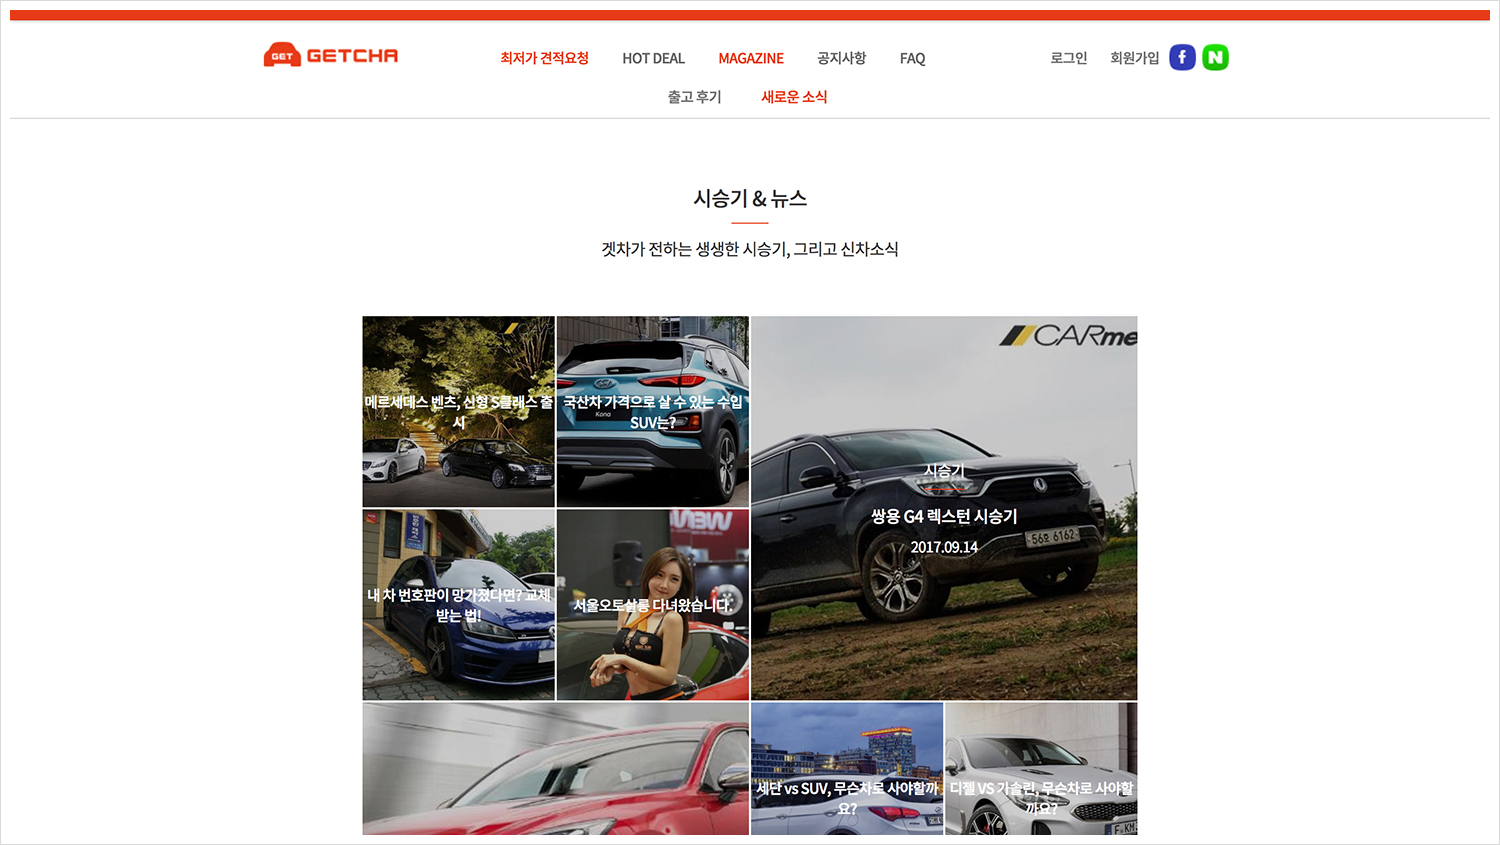 GET GETCHA
최저가 견적요청 HOT DEAL MAGAZINE 공지사항 FAQ
로그인 회원가입 f N
출고 후기 새로운 소식
시승기 & 뉴스
겟차가 전하는 생생한 시승기, 그리고 신차소식
메르세데스 벤츠, 신형 S클래스 출
시
국산차 가격으로 살 수 있는 수입
SUV는?
Kona
CARme
시승기
쌍용 G4 렉스턴 시승기
2017.09.14
56오 6162
내 차 번호판이 망가졌다면? 교체
받는 법!
서울오토살롱 다녀왔습니다.
세단 vs SUV, 무슨차로 사야할까
요?
디젤 VS 가솔린, 무슨차로 사야할
까요?